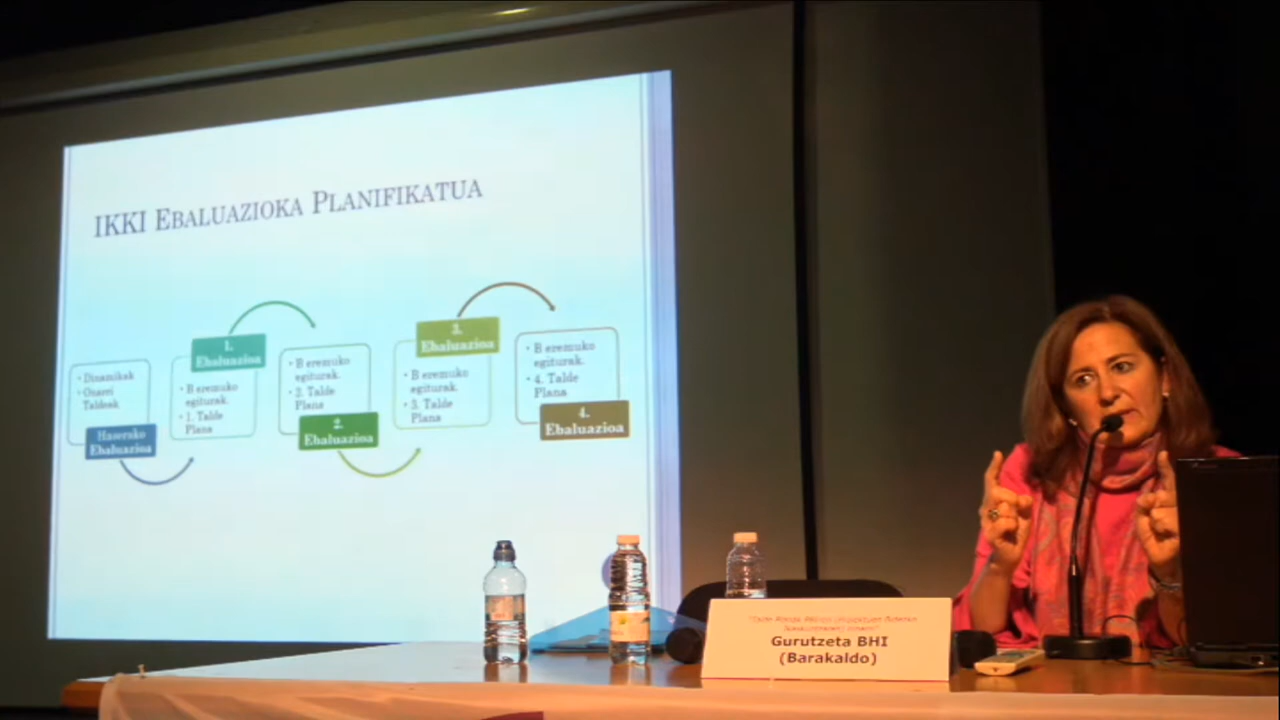 IKKI EBALUAZIOKA PLANIFIKATUA
• Dinamikak
• Oinarri
Taldeak
Hasierako
Ebaluazioa
1.
Ebaluazioa
• B eremuko
egiturak.
• 1. Talde
Plana
• B eremuko
egiturak.
• 2. Talde
Plana
2.
Ebaluazioa
3.
Ebaluazioa
• B eremuko
egiturak.
• 3. Talde
Plana
• B eremuko
egiturak.
• 4. Talde
Plana
4.
Ebaluazioa
Gurutzeta BHI
(Barakaldo)